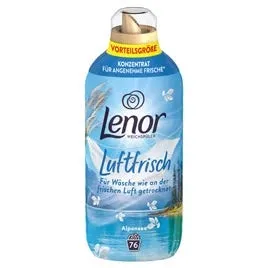 VORTEILSGRÖßE
KONZENTRAT
FÜR ANGENEHME FRISCHE*
Lenor
WEICHSPÜLER
Luftfrisch
Für Wäsche wie an der
frischen Luft getrocknet
Alpensee
76